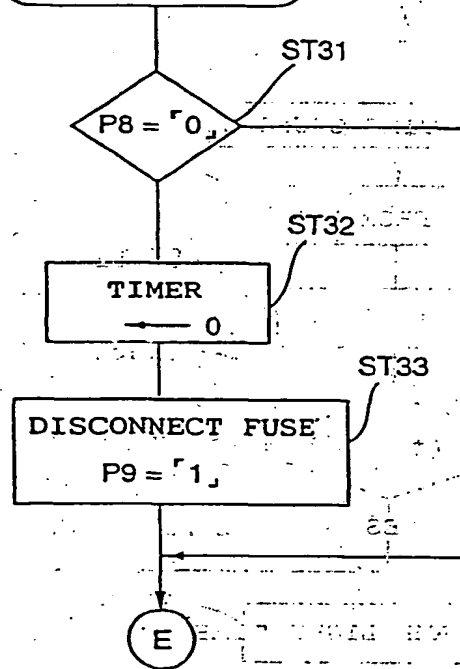 ST31
P8 = 「0」
ST32
TIMER
← 0
ST33
DISCONNECT FUSE
P9 = 「1」
E